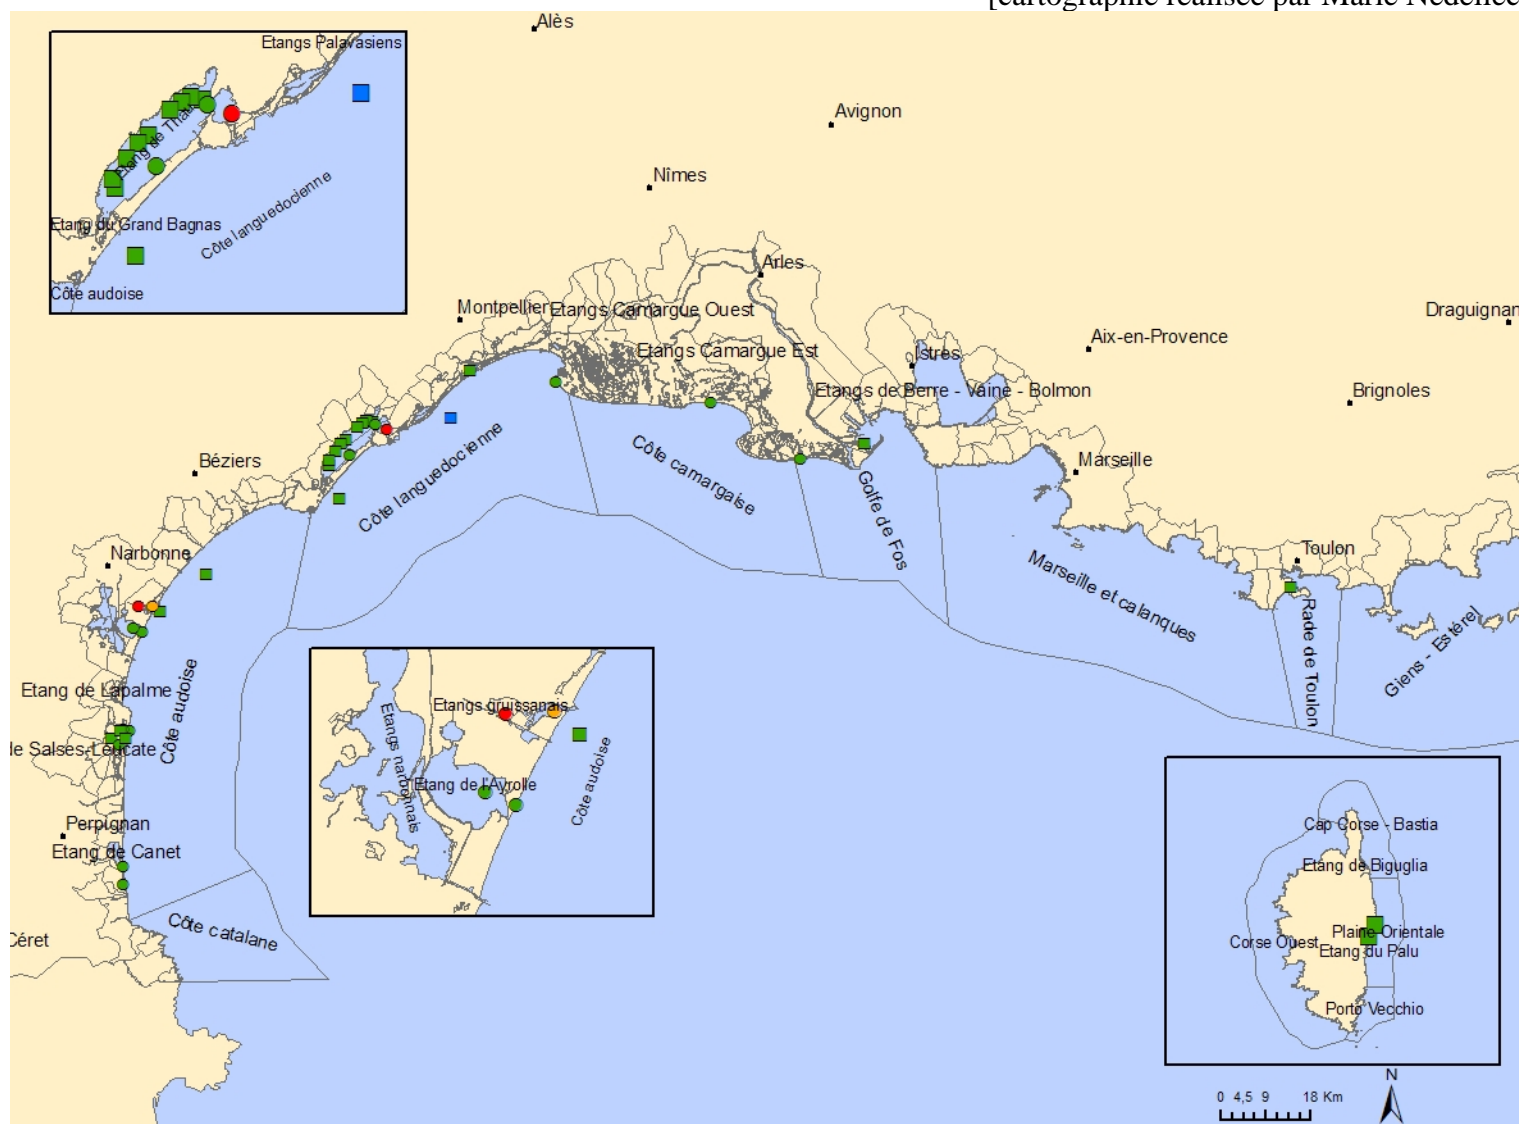 [cartographie réalisée par Marie Nédellec
Alès
Etangs Palavasiens
Etang de Thau
Etang du Grand Bagnas
Côte languedocienne
Côte audoise
Avignon
Nîmes
Arles
Montpellier
Etangs Camargue Ouest
Etangs Camargue Est
Istres
Aix-en-Provence
Draguignan
Etangs de Berre - Vaine - Bolmon
Brignoles
Béziers
Marseille
Côte languedocienne
Côte camargaise
Golfe de Fos
Marseille et calanques
Toulon
Rade de Toulon
Giens - Estérel
Narbonne
Etang de Lapalme
Côte audoise
de Salses-Leucate
Perpignan
Etang de Canet
Côte catalane
Céret
Etangs gruissanais
Etangs narbonnais
Etang de l'Ayrolle
Côte audoise
Cap Corse - Bastia
Etang de Biguglia
Plaine Orientale
Corse Ouest
Etang du Palu
Porto Vecchio
N
0 4,5 9 18 Km